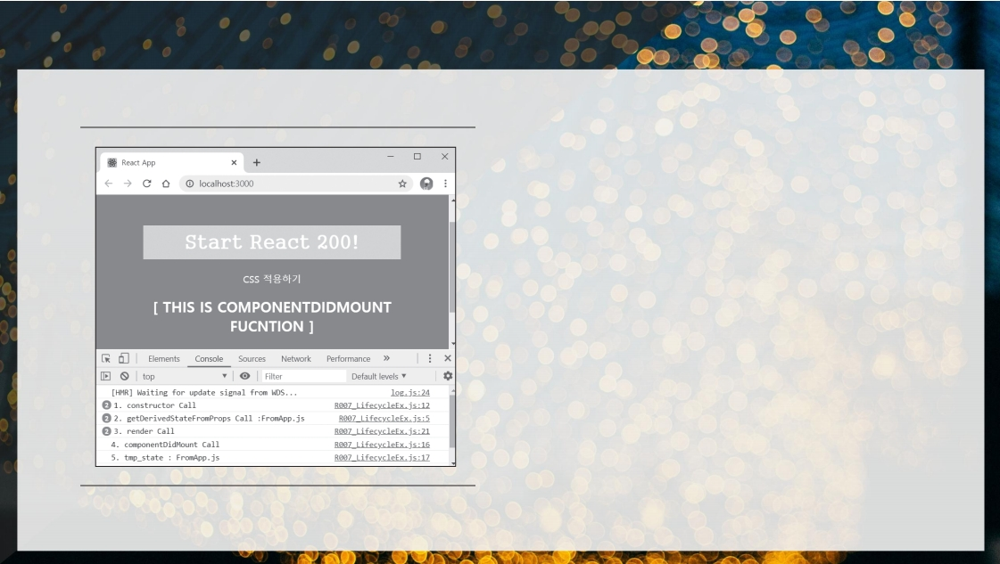 React App
localhost:3000
Start React 200!
CSS 적용하기
[ THIS IS COMPONENTDIDMOUNT
FUCNTION ]
Elements Console Sources Network Performance »
top Filter Default levels
[HMR] Waiting for update signal from WDS... log.js:24
2 1. constructor Call R007_LifecycleEx.js:12
2 2. getDerivedStateFromProps Call :FromApp.js R007_LifecycleEx.js:5
2 3. render Call R007_LifecycleEx.js:21
4. componentDidMount Call R007_LifecycleEx.js:16
5. tmp_state : FromApp.js R007_LifecycleEx.js:17